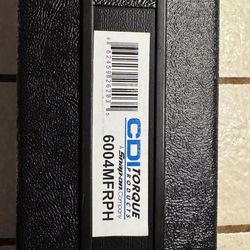 CDI TORQUE
PRODUCTS
A Snap-on Company
6004MFRPH